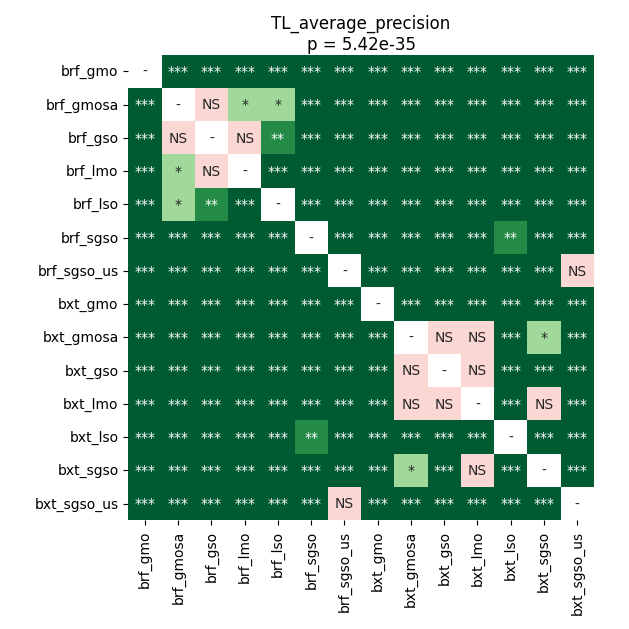 TL_average_precision
p = 5.42e-35
brf_gmo - *** *** *** *** *** *** *** *** *** *** *** *** ***
brf_gmosa *** - NS * * *** *** *** *** *** *** *** *** ***
brf_gso *** NS - NS ** *** *** *** *** *** *** *** *** ***
brf_lmo *** * NS - *** *** *** *** *** *** *** *** *** ***
brf_lso *** * ** *** - *** *** *** *** *** *** *** *** ***
brf_sgso *** *** *** *** *** - *** *** *** *** *** ** *** ***
brf_sgso_us *** *** *** *** *** *** - *** *** *** *** *** *** NS
bxt_gmo *** *** *** *** *** *** *** - *** *** *** *** *** ***
bxt_gmosa *** *** *** *** *** *** *** *** - NS NS *** * ***
bxt_gso *** *** *** *** *** *** *** *** NS - NS *** *** ***
bxt_lmo *** *** *** *** *** *** *** *** NS NS - *** NS ***
bxt_lso *** *** *** *** *** ** *** *** *** *** *** - *** ***
bxt_sgso *** *** *** *** *** *** *** *** * *** NS *** - ***
bxt_sgso_us *** *** *** *** *** *** NS *** *** *** *** *** *** -
brf_gmo brf_gmosa brf_gso brf_lmo brf_lso brf_sgso brf_sgso_us bxt_gmo bxt_gmosa bxt_gso bxt_lmo bxt_lso bxt_sgso bxt_sgso_us